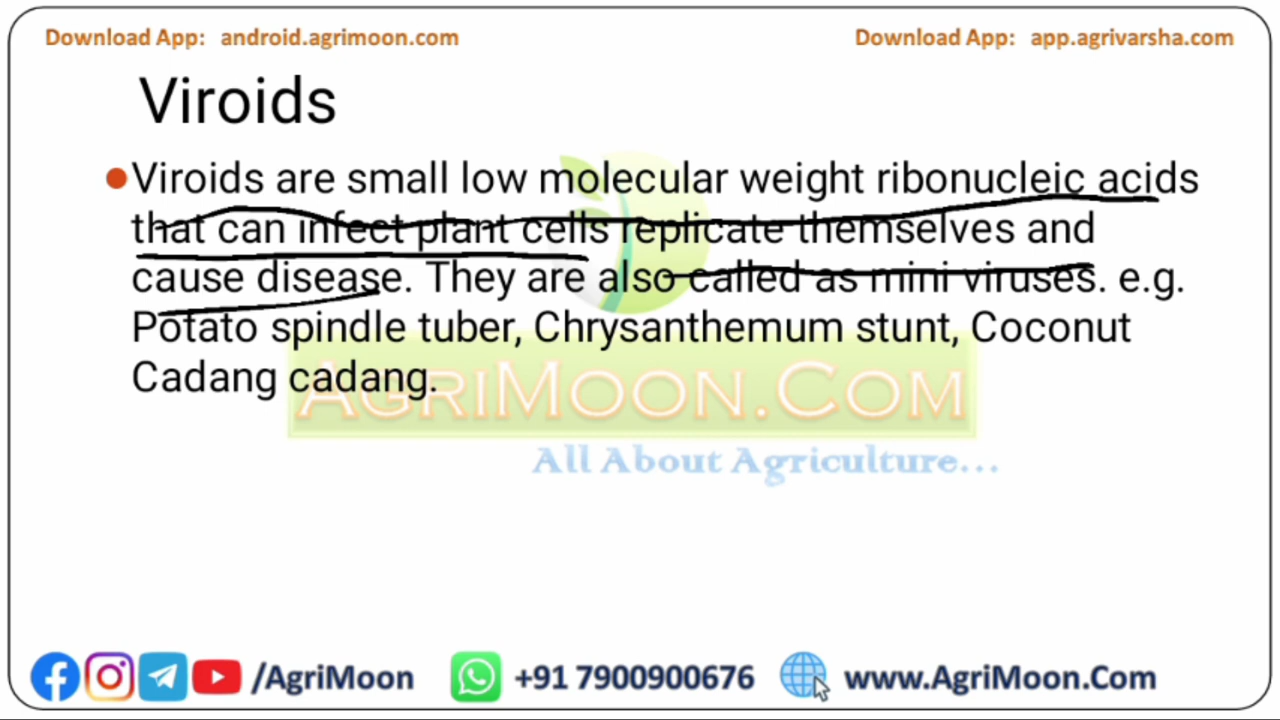 Download App: android.agrimoon.com
Download App: app.agrivarsha.com
Viroids
Viroids are small low molecular weight ribonucleic acids
that can infect plant cells replicate themselves and
cause disease. They are also called as mini viruses. e.g.
Potato spindle tuber, Chrysanthemum stunt, Coconut
Cadang cadang.
AGRIMOON.COM
All About Agriculture...
/AgriMoon
+91 7900900676
www.AgriMoon.Com